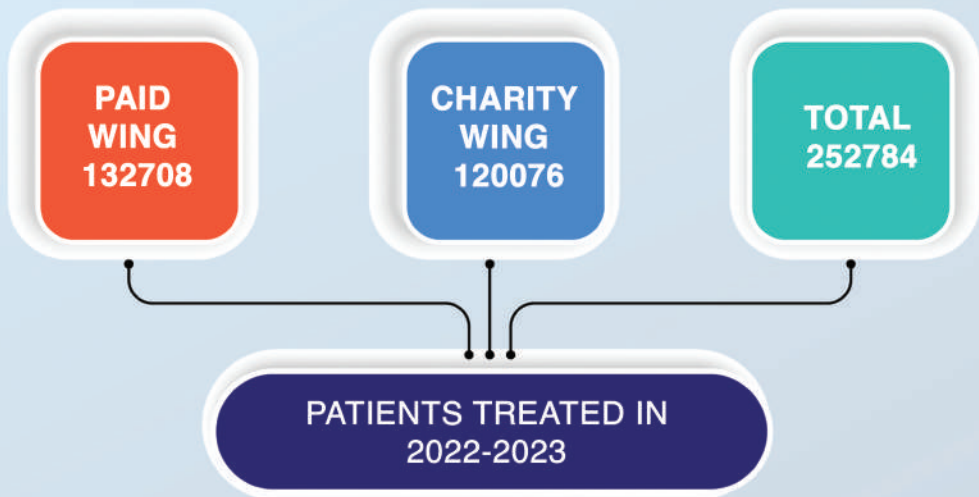 PAID
WING
132708
CHARITY
WING
120076
TOTAL
252784
PATIENTS TREATED IN
2022-2023